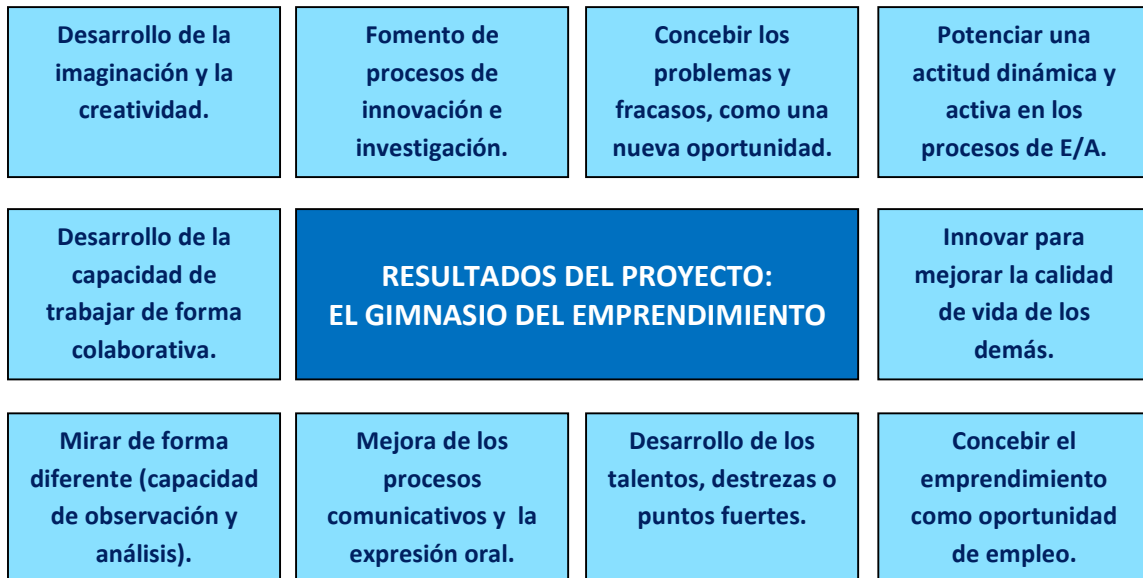 Desarrollo de la
imaginación y la
creatividad.
Fomento de
procesos de
innovación e
investigación.
Concebir los
problemas y
fracasos, como una
nueva oportunidad.
Potenciar una
actitud dinámica y
activa en los
procesos de E/A.
Desarrollo de la
capacidad de
trabajar de forma
colaborativa.
RESULTADOS DEL PROYECTO:
EL GIMNASIO DEL EMPRENDIMIENTO
Innovar para
mejorar la calidad
de vida de los
demás.
Mirar de forma
diferente (capacidad
de observación y
análisis).
Mejora de los
procesos
comunicativos y la
expresión oral.
Desarrollo de los
talentos, destrezas o
puntos fuertes.
Concebir el
emprendimiento
como oportunidad
de empleo.